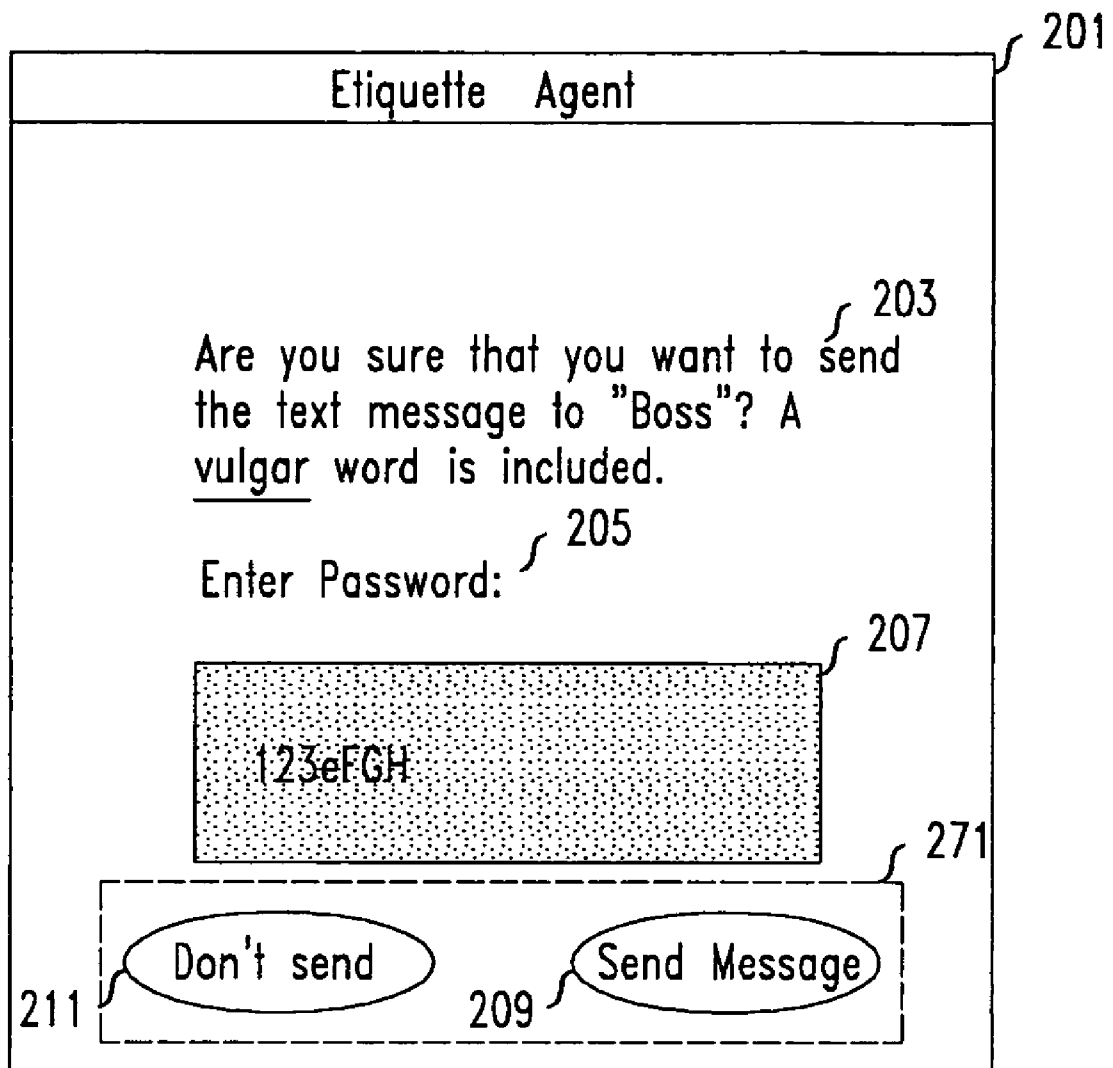 201
Etiquette Agent
203
Are you sure that you want to send
the text message to "Boss"? A
vulgar word is included.
205
Enter Password:
207
123eFGH
271
Don't send
Send Message
211
209